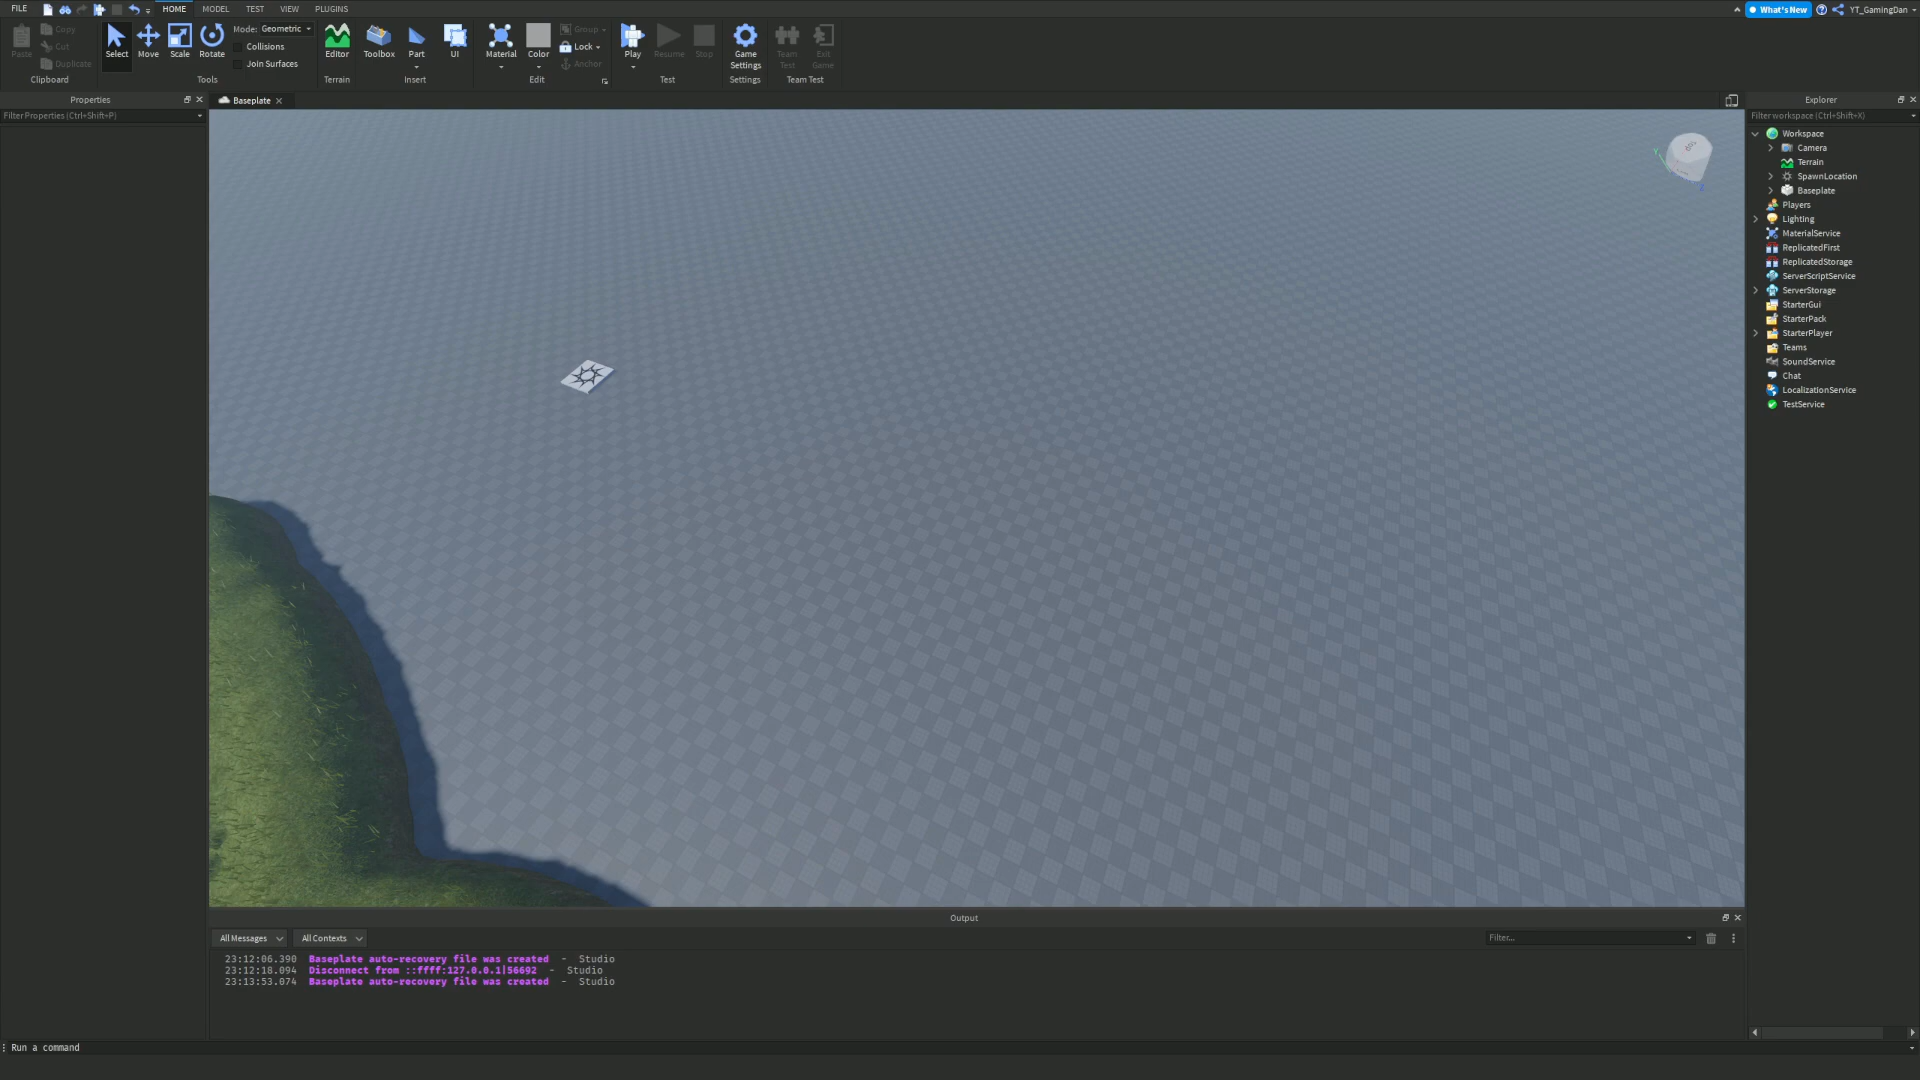 FILE HOME MODEL TEST VIEW PLUGINS What's New YT_GamingDan
Paste Copy Cut Duplicate
Clipboard
Select Move Scale Rotate
Mode: Geometric
Collisions
Join Surfaces
Tools
Editor
Terrain
Toolbox Part UI
Insert
Material Color Group Lock Anchor
Edit
Play Resume Stop
Test
Game Settings
Settings
Team Test Exit Game
Team Test
Properties
Filter Properties (Ctrl+Shift+P)
Baseplate
Explorer
Filter workspace (Ctrl+Shift+X)
Workspace
Camera
Terrain
SpawnLocation
Baseplate
Players
Lighting
MaterialService
ReplicatedFirst
ReplicatedStorage
ServerScriptService
ServerStorage
StarterGui
StarterPack
StarterPlayer
Teams
SoundService
Chat
LocalizationService
TestService
Y
Z
Output
All Messages All Contexts Filter...
23:12:06.390 Baseplate auto-recovery file was created - Studio
23:12:18.094 Disconnect from ::ffff:127.0.0.1|56692 - Studio
23:13:53.074 Baseplate auto-recovery file was created - Studio
Run a command